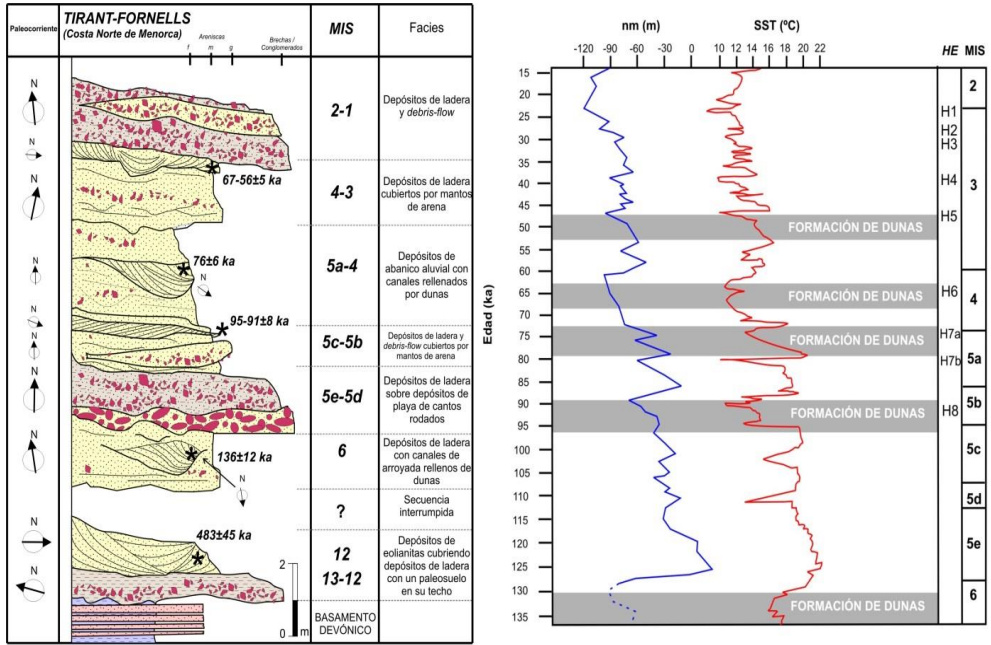 Paleocorriente
TIRANT-FORNELLS
(Costa Norte de Menorca)
Areniscas
f m g
Brechas /
Conglomerados
MIS
Facies
N
N
N
N
N
N
N
N
N
N
N
N
2-1
Depósitos de ladera
y debris-flow
67-56±5 ka
4-3
Depósitos de ladera
cubiertos por mantos
de arena
76±6 ka
5a-4
Depósitos de
abanico aluvial con
canales rellenados
por dunas
95-91±8 ka
5c-5b
Depósitos de ladera y
debris-flow cubiertos por
mantos de arena
5e-5d
Depósitos de ladera
sobre depósitos de
playa de cantos
rodados
136±12 ka
6
Depósitos de ladera
con canales de
arroyada rellenos de
dunas
?
Secuencia
interrumpida
483±45 ka
12
13-12
Depósitos de
eolianitas cubriendo
depósitos de ladera
con un paleosuelo
en su techo
BASAMENTO
DEVÓNICO
2
0 m
nm (m)
SST (ºC)
-120 -90 -60 -30 0
10 12 14 16 18 20 22
HE MIS
Edad (ka)
15
20
25
30
35
40
45
50
55
60
65
70
75
80
85
90
95
100
105
110
115
120
125
130
135
FORMACIÓN DE DUNAS
FORMACIÓN DE DUNAS
FORMACIÓN DE DUNAS
FORMACIÓN DE DUNAS
FORMACIÓN DE DUNAS
H1
H2
H3
H4
H5
H6
H7a
H7b
H8
2
3
4
5a
5b
5c
5d
5e
6